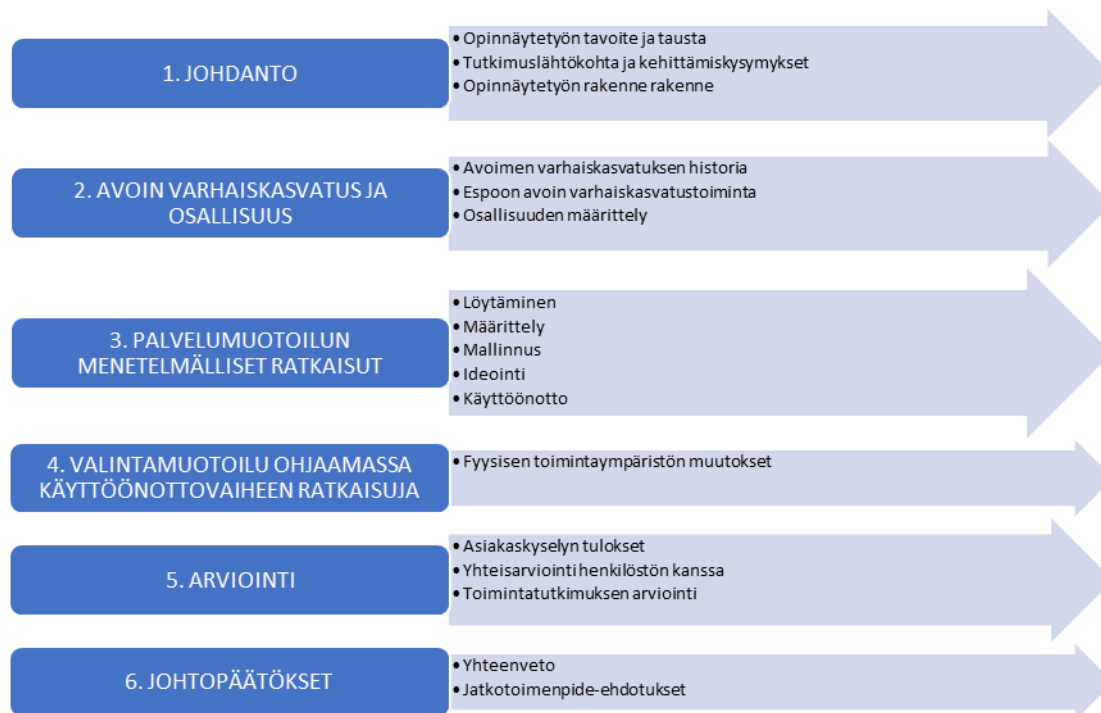 1. JOHDANTO
• Opinnäytetyön tavoite ja tausta
• Tutkimuslähtökohta ja kehittämiskysymykset
• Opinnäytetyön rakenne rakenne
2. AVOIN VARHAISKASVATUS JA
OSALLISUUS
• Avoimen varhaiskasvatuksen historia
• Espoon avoin varhaiskasvatustoiminta
• Osallisuuden määrittely
3. PALVELUMUOTOILUN
MENETELMÄLLISET RATKAISUT
• Löytäminen
• Määrittely
• Mallinnus
• Ideointi
• Käyttöönotto
4. VALINTAMUOTOILU OHJAAMASSA
KÄYTTÖÖNOTTOVAIHEEN RATKAISUJA
• Fyysisen toimintaympäristön muutokset
5. ARVIOINTI
• Asiakaskyselyn tulokset
• Yhteisarviointi henkilöstön kanssa
• Toimintatutkimuksen arviointi
6. JOHTOPÄÄTÖKSET
• Yhteenveto
• Jatkotoimenpide-ehdotukset